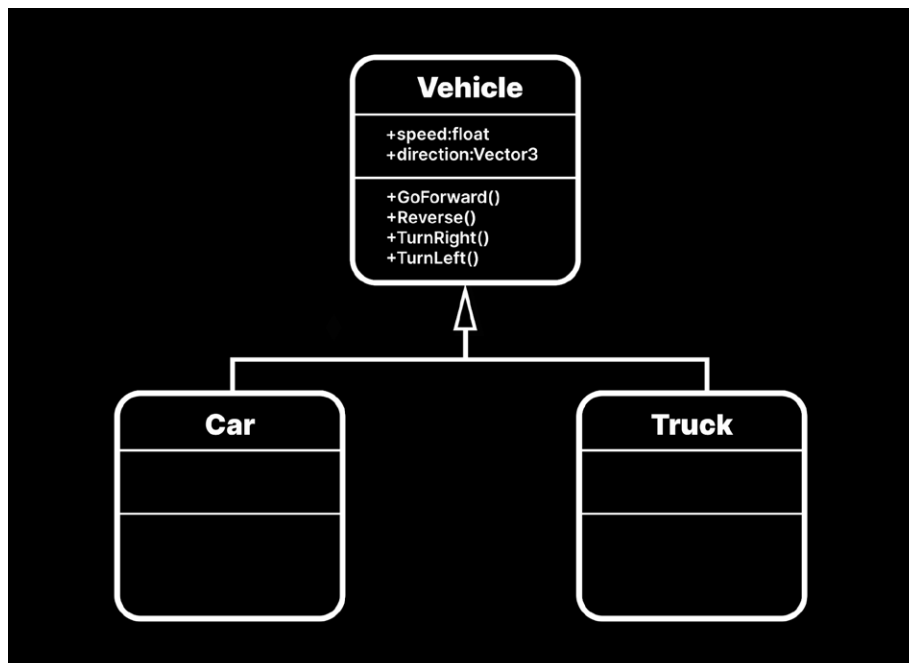 Vehicle
+speed:float
+direction:Vector3
+GoForward()
+Reverse()
+TurnRight()
+TurnLeft()
Car
Truck